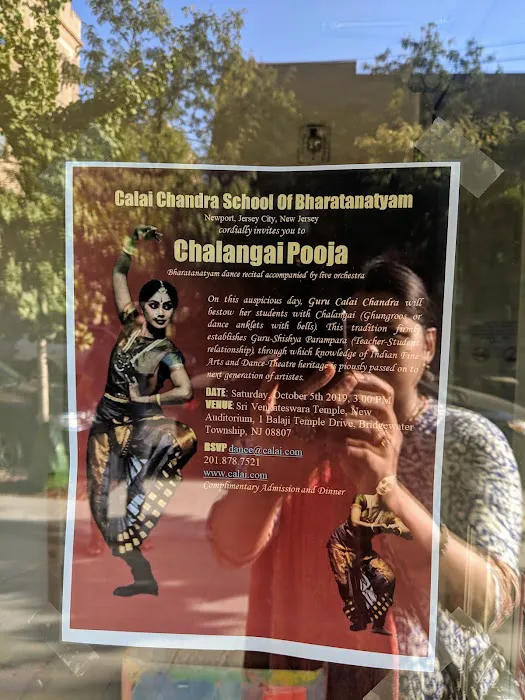 Calai Chandra School Of Bharatanatyam
Newport, Jersey City, New Jersey
cordially invites you to
Chalangai Pooja
Bharatanatyam dance recital accompanied by live orchestra
On this auspicious day, Guru Calai Chandra will
bestow her students with Chalangai (Ghungroos or
dance anklets with bells). This tradition firmly
establishes Guru-Shishya Parampara (Teacher-Student
relationship), through which knowledge of Indian Fine
Arts and Dance-Theatre heritage is piously passed on to
next generation of artistes.
DATE: Saturday, October 5th 2019, 3.00 PM
VENUE: Sri Venkateswara Temple, New
Auditorium, 1 Balaji Temple Drive, Bridgewater
Township, NJ 08807
RSVP dance@calai.com
201.878.7521
www.calai.com
Complimentary Admission and Dinner